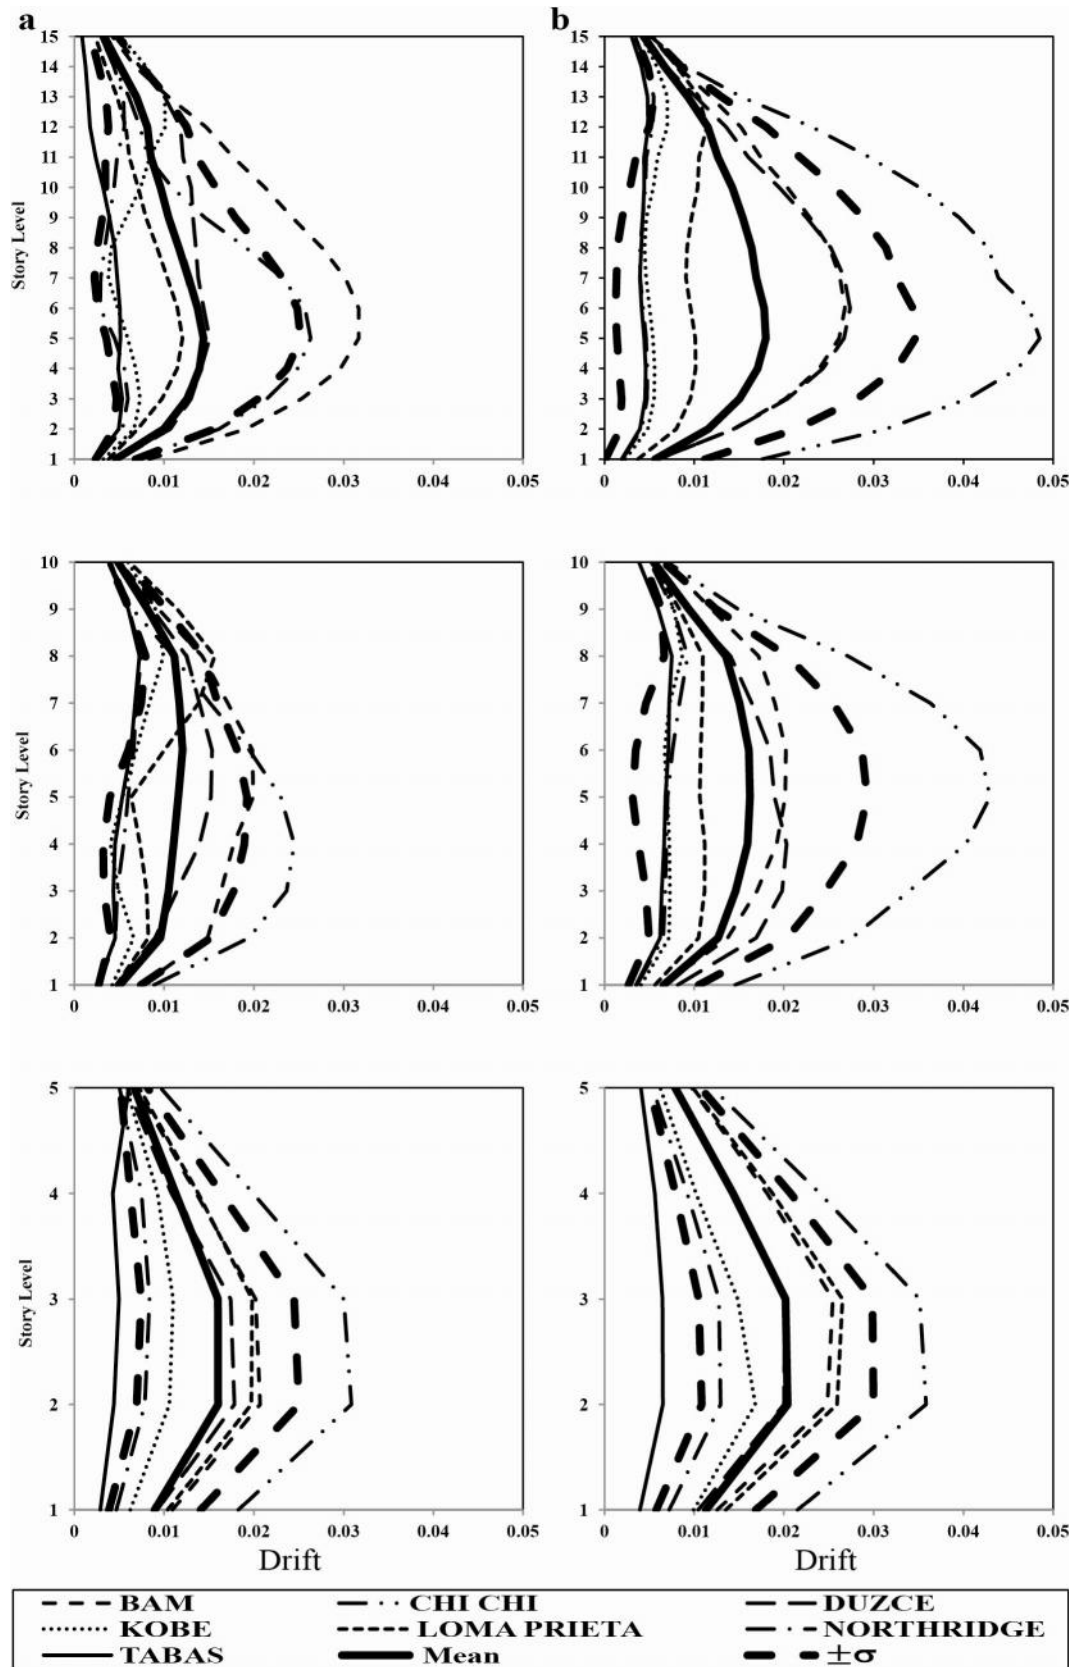 a b
15 15
14 14
13 13
12 12
11 11
10 10
9 9
8 8
7 7
6 6
5 5
4 4
3 3
2 2
1 1
Story Level
0 0.01 0.02 0.03 0.04 0.05 0 0.01 0.02 0.03 0.04 0.05
10 10
9 9
8 8
7 7
6 6
5 5
4 4
3 3
2 2
1 1
Story Level
0 0.01 0.02 0.03 0.04 0.05 0 0.01 0.02 0.03 0.04 0.05
5 5
4 4
3 3
2 2
1 1
Story Level
0 0.01 0.02 0.03 0.04 0.05 0 0.01 0.02 0.03 0.04 0.05
Drift Drift
BAM CHI CHI DUZCE
KOBE LOMA PRIETA NORTHRIDGE
TABAS Mean ±σ